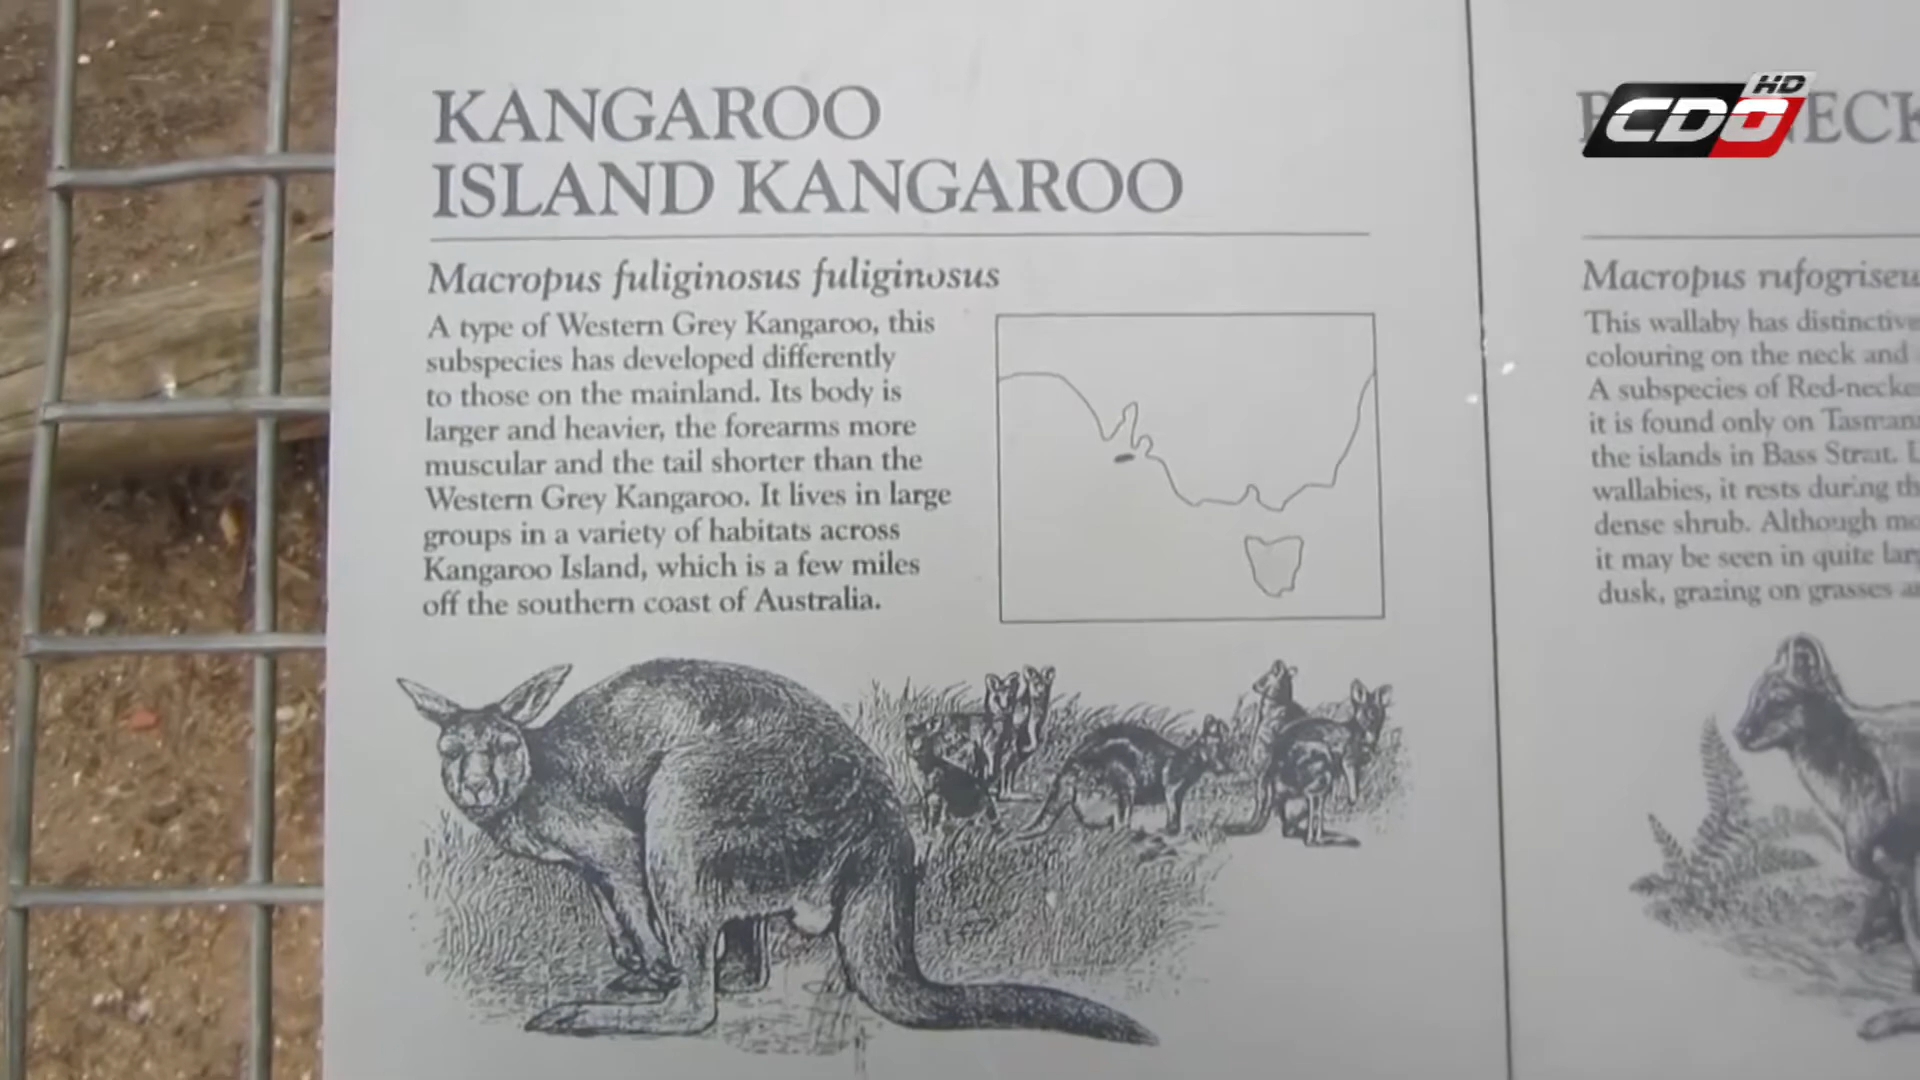 KANGAROO
ISLAND KANGAROO
Macropus fuliginosus fuliginosus
A type of Western Grey Kangaroo, this
subspecies has developed differently
to those on the mainland. Its body is
larger and heavier, the forearms more
muscular and the tail shorter than the
Western Grey Kangaroo. It lives in large
groups in a variety of habitats across
Kangaroo Island, which is a few miles
off the southern coast of Australia.
CDO HD
Macropus
This wallaby has
colouring on the neck and
A subspecies of
it is found only on
the islands in Bass Strait.
wallabies, it rests during
dense shrub. Although
it may be seen in quite
dusk, grazing on grasses